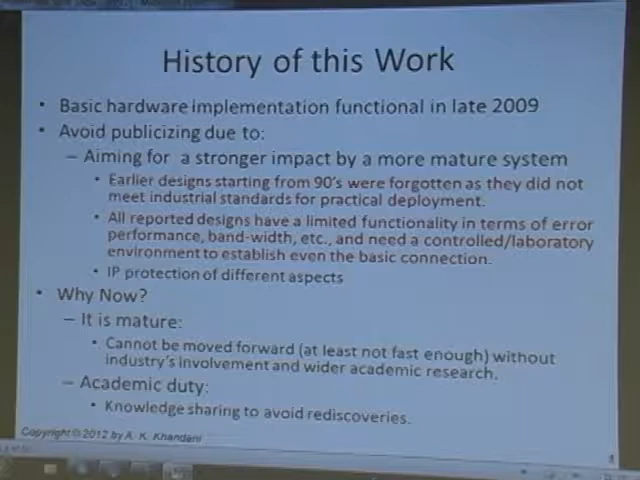 History of this Work
• Basic hardware implementation functional in late 2009
• Avoid publicizing due to:
– Aiming for a stronger impact by a more mature system
• Earlier designs starting from 90's were forgotten as they did not
meet industrial standards for practical deployment.
• All reported designs have a limited functionality in terms of error
performance, band-width, etc., and need a controlled/laboratory
environment to establish even the basic connection.
• IP protection of different aspects
• Why Now?
– It is mature:
• Cannot be moved forward (at least not fast enough) without
industry's involvement and wider academic research.
– Academic duty:
• Knowledge sharing to avoid rediscoveries.
Copyright © 2012 by A. K. Khandani